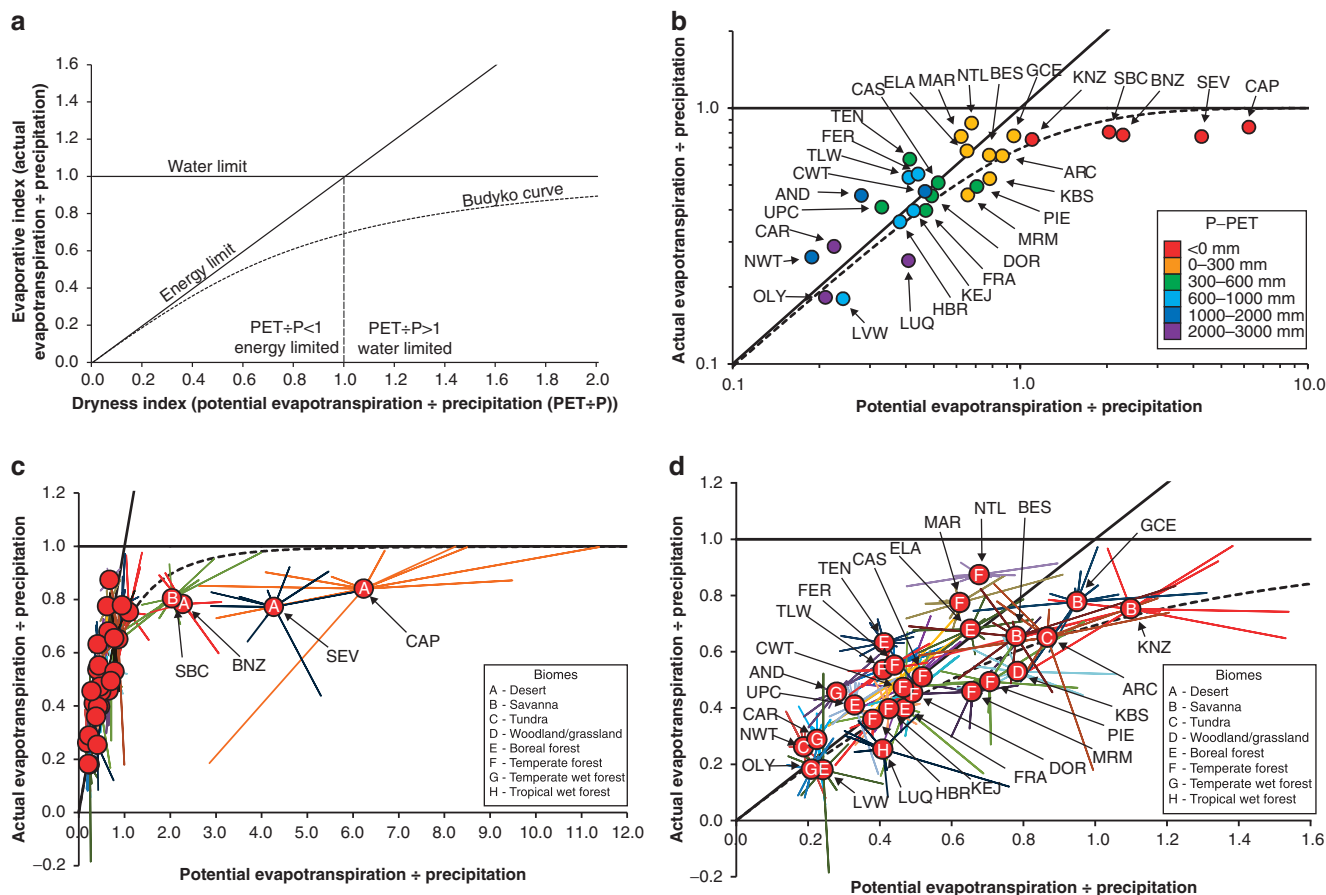 a
Evaporative index (actual
evapotranspiration ÷ precipitation)
1.6
1.4
1.2
1.0
0.8
0.6
0.4
0.2
0.0
Water limit
Energy limit
Budyko curve
PET÷P<1
energy limited
PET÷P>1
water limited
0.0 0.2 0.4 0.6 0.8 1.0 1.2 1.4 1.6 1.8 2.0
Dryness index (potential evapotranspiration ÷ precipitation (PET÷P))
b
Actual evapotranspiration ÷ precipitation
1.0
0.1
CAS
ELA
MAR
NTL
BES
GCE
KNZ
SBC
BNZ
SEV
CAP
TEN
FER
TLW
CWT
AND
UPC
CAR
NWT
OLY
LVW
LUQ
HBR
KEJ
FRA
DOR
MRM
PIE
KBS
ARC
P–PET
<0 mm
0–300 mm
300–600 mm
600–1000 mm
1000–2000 mm
2000–3000 mm
0.1 1.0 10.0
Potential evapotranspiration ÷ precipitation
c
Actual evapotranspiration ÷ precipitation
1.2
1.0
0.8
0.6
0.4
0.2
0.0
−0.2
B
A
A
A
SBC
BNZ
SEV
CAP
Biomes
A - Desert
B - Savanna
C - Tundra
D - Woodland/grassland
E - Boreal forest
F - Temperate forest
G - Temperate wet forest
H - Tropical wet forest
0.0 1.0 2.0 3.0 4.0 5.0 6.0 7.0 8.0 9.0 10.0 11.0 12.0
Potential evapotranspiration ÷ precipitation
d
Actual evapotranspiration ÷ precipitation
1.2
1.0
0.8
0.6
0.4
0.2
0.0
−0.2
MAR
NTL
BES
GCE
ELA
CAS
TEN
FER
TLW
CWT
AND
UPC
CAR
NWT
OLY
LVW
LUQ
HBR
KEJ
FRA
DOR
MRM
PIE
KBS
ARC
KNZ
F
F
B
B
E
E
B
C
F
F
F
D
G
F
F
F
E
F
F
E
F
G
C
H
G
E
Biomes
A - Desert
B - Savanna
C - Tundra
D - Woodland/grassland
E - Boreal forest
F - Temperate forest
G - Temperate wet forest
H - Tropical wet forest
0.0 0.2 0.4 0.6 0.8 1.0 1.2 1.4 1.6
Potential evapotranspiration ÷ precipitation